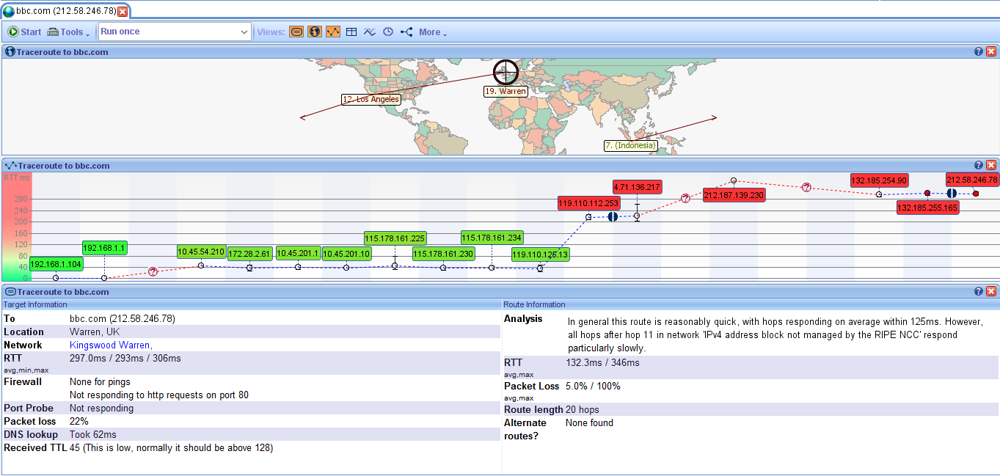 bbc.com (212.58.246.78)
Start Tools Run once Views: More
Traceroute to bbc.com
12. Los Angeles
19. Warren
7. (Indonesia)
Traceroute to bbc.com
RTT ms
280
240
200
160
120
80
40
0
192.168.1.104
192.168.1.1
10.45.54.210
172.28.2.61
10.45.201.1
10.45.201.10
115.178.161.225
115.178.161.230
115.178.161.234
119.110.125.13
119.110.112.253
4.71.136.217
212.187.139.230
132.185.254.90
132.185.255.165
212.58.246.78
Traceroute to bbc.com
Target Information
To bbc.com (212.58.246.78)
Location Warren, UK
Network Kingswood Warren,
RTT 297.0ms / 293ms / 306ms
avg,min,max
Firewall None for pings
Not responding to http requests on port 80
Port Probe Not responding
Packet loss 22%
DNS lookup Took 62ms
Received TTL 45 (This is low, normally it should be above 128)
Route Information
Analysis In general this route is reasonably quick, with hops responding on average within 125ms. However,
all hops after hop 11 in network 'IPv4 address block not managed by the RIPE NCC' respond
particularly slowly.
RTT 132.3ms / 346ms
avg,max
Packet Loss 5.0% / 100%
avg,max
Route length 20 hops
Alternate None found
routes?